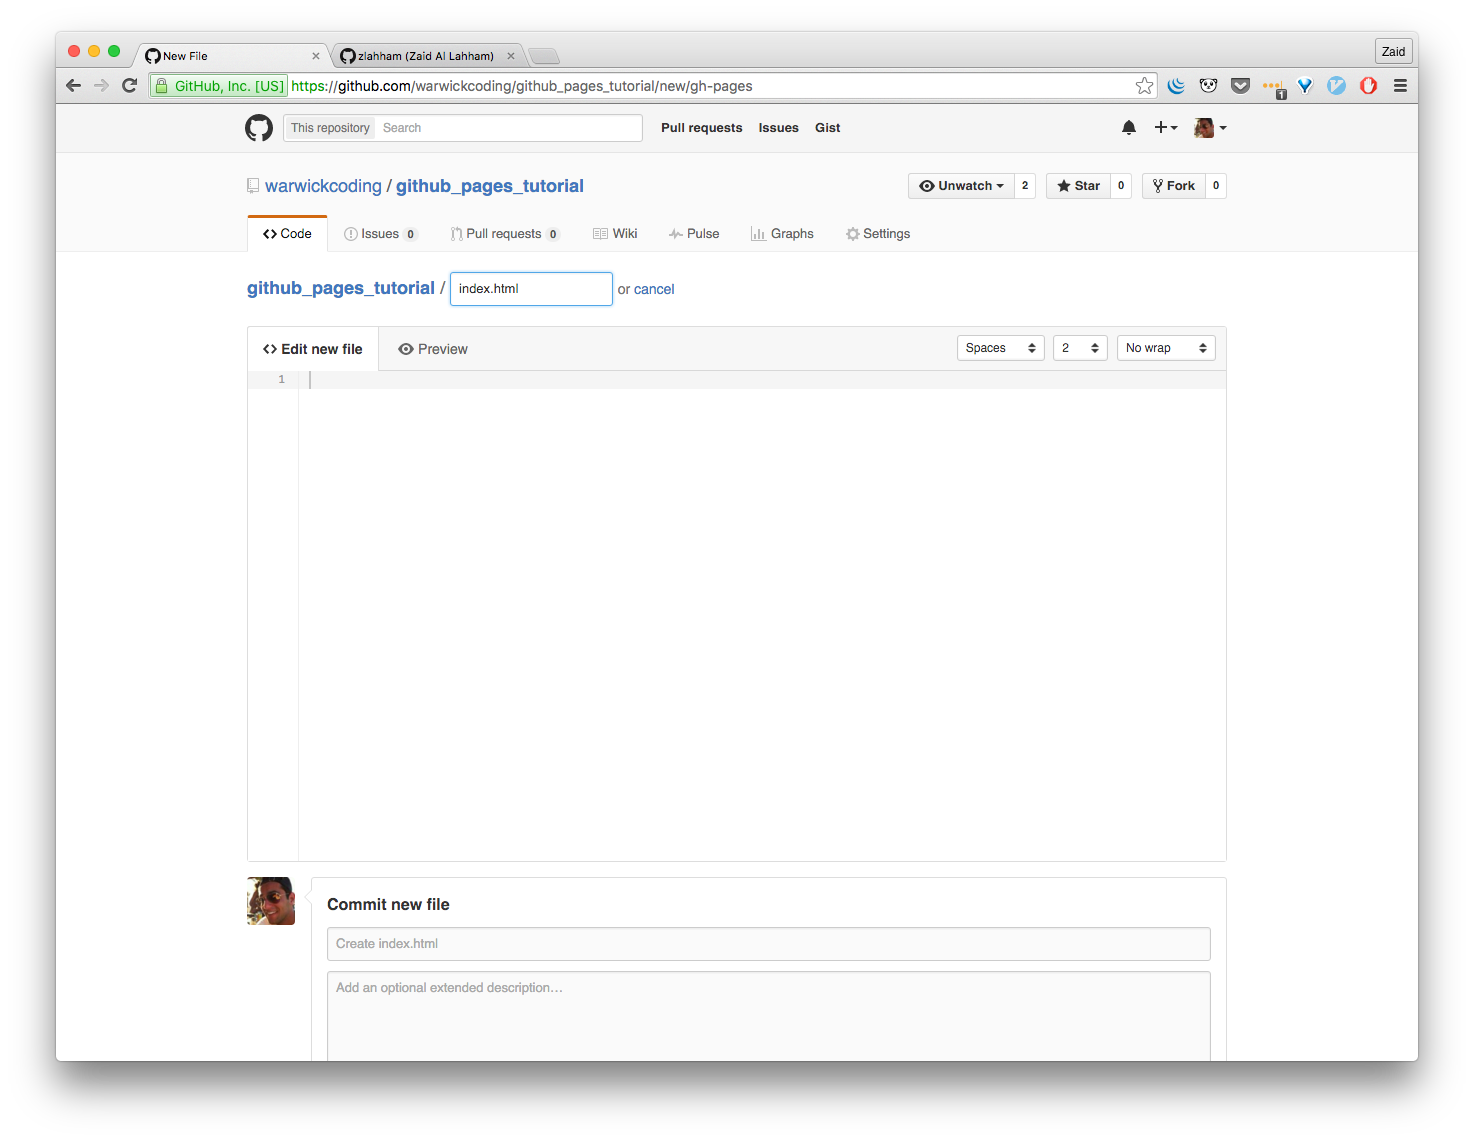 New File
zlahham (Zaid Al Lahham)
Zaid
GitHub, Inc. [US] https://github.com/warwickcoding/github_pages_tutorial/new/gh-pages
1
This repository Search Pull requests Issues Gist
warwickcoding / github_pages_tutorial Unwatch 2 Star 0 Fork 0
Code Issues 0 Pull requests 0 Wiki Pulse Graphs Settings
github_pages_tutorial / index.html or cancel
Edit new file Preview Spaces 2 No wrap
1
Commit new file
Create index.html
Add an optional extended description…